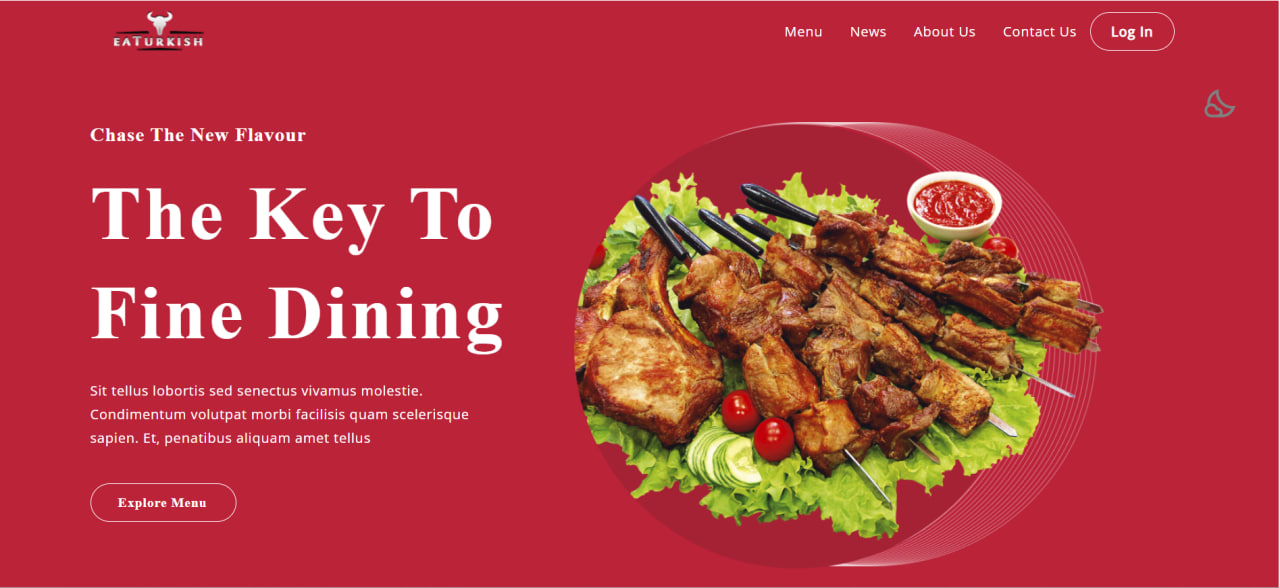 EATURKISH
Menu News About Us Contact Us Log In
Chase The New Flavour
The Key To
Fine Dining
Sit tellus lobortis sed senectus vivamus molestie.
Condimentum volutpat morbi facilisis quam scelerisque
sapien. Et, penatibus aliquam amet tellus
Explore Menu